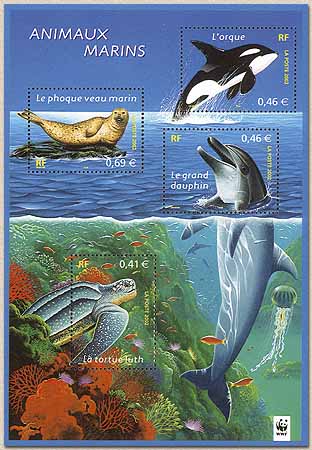 ANIMAUX
MARINS
L'orque
RF
LA POSTE 2002
0,46 €
Le phoque veau marin
RF
0,69 €
LA POSTE 2002
RF
0,46 €
LA POSTE 2002
Le grand
dauphin
RF
0,41 €
LA POSTE 2002
La tortue luth
WWF